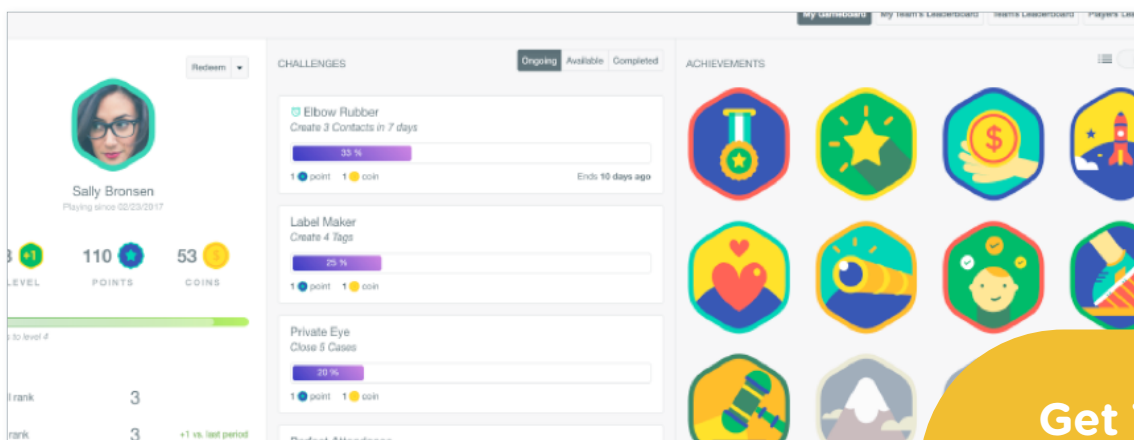 My Gameboard My Team's Leaderboard Teams Leaderboard Players
Redeem
CHALLENGES
Ongoing Available Completed
ACHIEVEMENTS
Elbow Rubber
Create 3 Contacts in 7 days
33 %
1 point 1 coin
Ends 10 days ago
Sally Bronsen
Playing since 02/23/2017
+1
110
53
LEVEL
POINTS
COINS
to level 4
Label Maker
Create 4 Tags
25 %
1 point 1 coin
Private Eye
Close 5 Cases
20 %
1 point 1 coin
rank 3
rank 3 +1 vs. last period
Perfect Attendance
$
Get